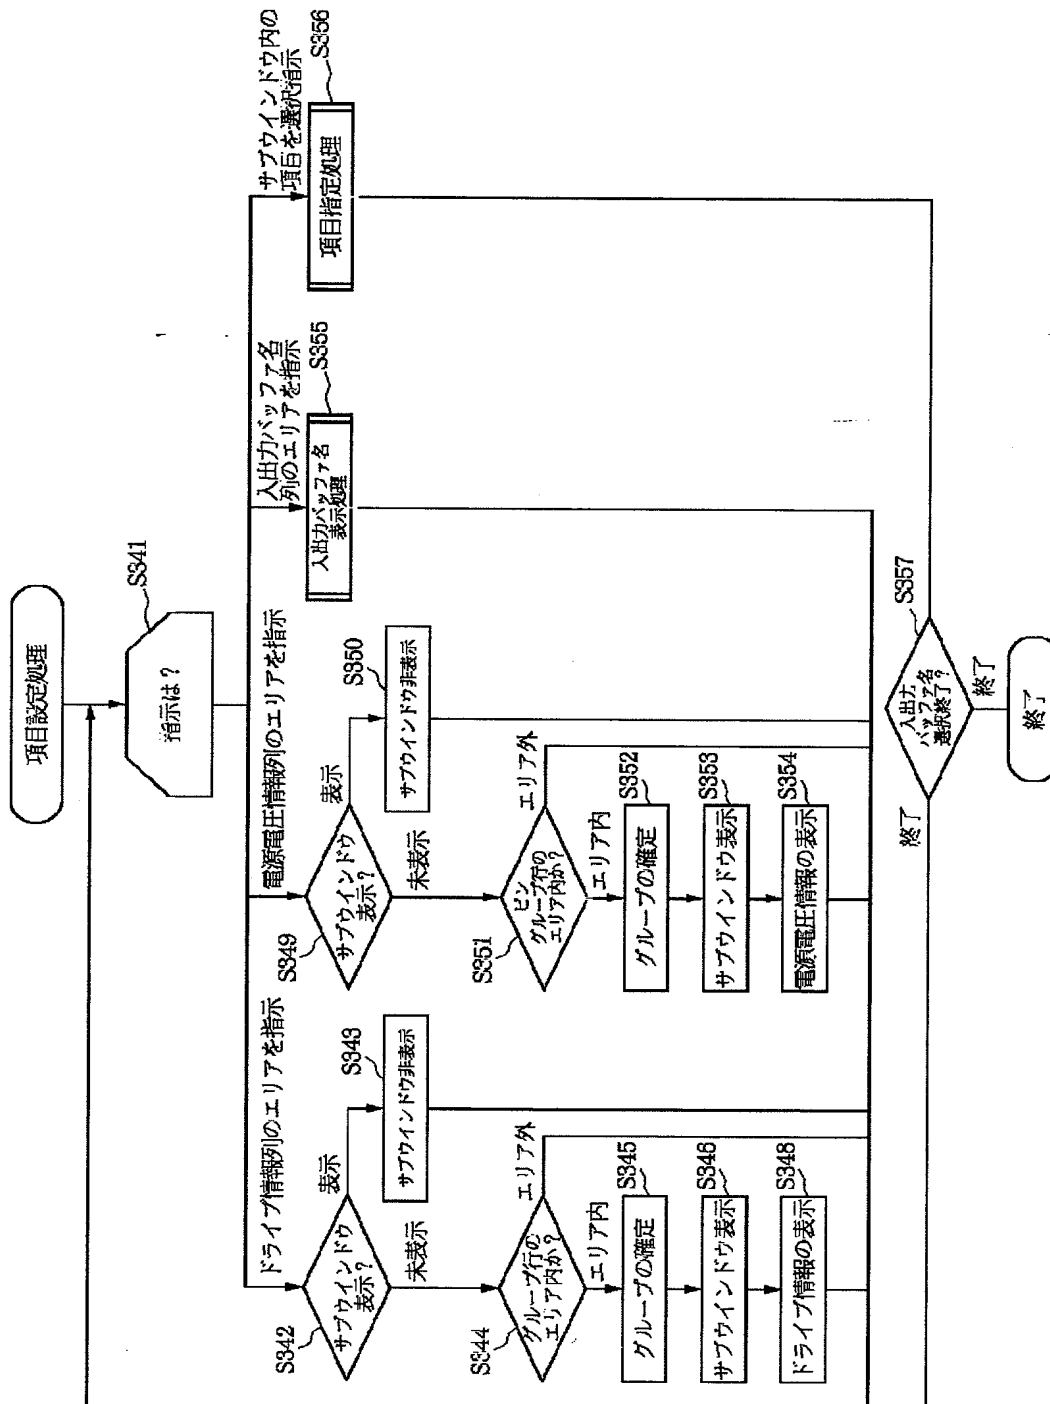 項目設定処理
S341
指示は?
ドライブ情報列のエリアを指示
S342
サブウインドウ
表示?
表示
S343
サブウインドウ非表示
未表示
S344
グループ行の
エリア内か?
エリア外
エリア内
S345
グループの確定
S346
サブウインドウ表示
S348
ドライブ情報の表示
電源電圧情報列のエリアを指示
S349
サブウインドウ
表示?
表示
S350
サブウインドウ非表示
未表示
S351
ピン
グループ行の
エリア内か?
エリア外
エリア内
S352
グループの確定
S353
サブウインドウ表示
S354
電源電圧情報の表示
入出力バッファ名
列のエリアを指示
S355
入出力バッファ名
表示処理
サブウインドウ内の
項目を選択指示
S356
項目指定処理
S357
入出力
バッファ名
選択終了?
終了
終了
終了